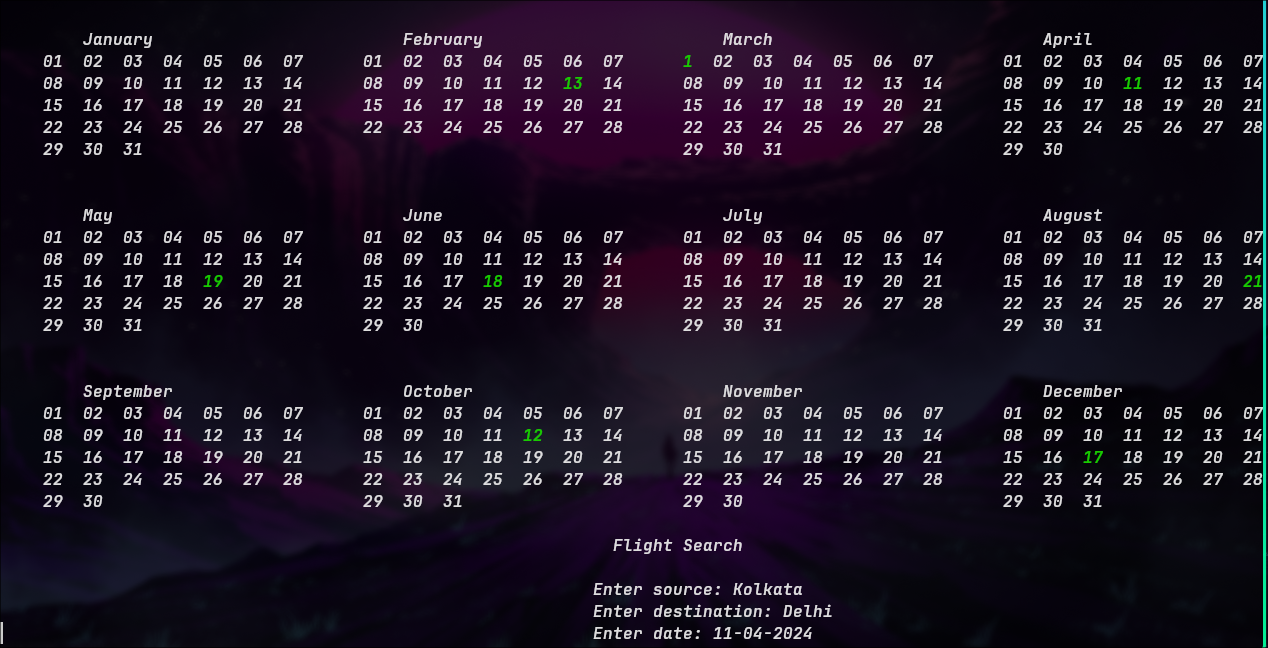 January February March April
01 02 03 04 05 06 07 01 02 03 04 05 06 07 1 02 03 04 05 06 07 01 02 03 04 05 06 07
08 09 10 11 12 13 14 08 09 10 11 12 13 14 08 09 10 11 12 13 14 08 09 10 11 12 13 14
15 16 17 18 19 20 21 15 16 17 18 19 20 21 15 16 17 18 19 20 21 15 16 17 18 19 20 21
22 23 24 25 26 27 28 22 23 24 25 26 27 28 22 23 24 25 26 27 28 22 23 24 25 26 27 28
29 30 31 29 30 31 29 30
May June July August
01 02 03 04 05 06 07 01 02 03 04 05 06 07 01 02 03 04 05 06 07 01 02 03 04 05 06 07
08 09 10 11 12 13 14 08 09 10 11 12 13 14 08 09 10 11 12 13 14 08 09 10 11 12 13 14
15 16 17 18 19 20 21 15 16 17 18 19 20 21 15 16 17 18 19 20 21 15 16 17 18 19 20 21
22 23 24 25 26 27 28 22 23 24 25 26 27 28 22 23 24 25 26 27 28 22 23 24 25 26 27 28
29 30 31 29 30 29 30 31 29 30 31
September October November December
01 02 03 04 05 06 07 01 02 03 04 05 06 07 01 02 03 04 05 06 07 01 02 03 04 05 06 07
08 09 10 11 12 13 14 08 09 10 11 12 13 14 08 09 10 11 12 13 14 08 09 10 11 12 13 14
15 16 17 18 19 20 21 15 16 17 18 19 20 21 15 16 17 18 19 20 21 15 16 17 18 19 20 21
22 23 24 25 26 27 28 22 23 24 25 26 27 28 22 23 24 25 26 27 28 22 23 24 25 26 27 28
29 30 29 30 31 29 30 29 30 31
Flight Search
Enter source: Kolkata
Enter destination: Delhi
Enter date: 11-04-2024